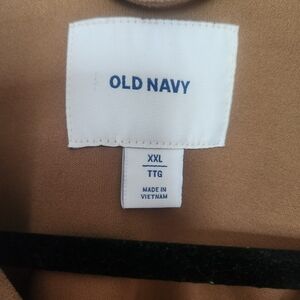 OLD NAVY
XXL
TTG
MADE IN
VIETNAM